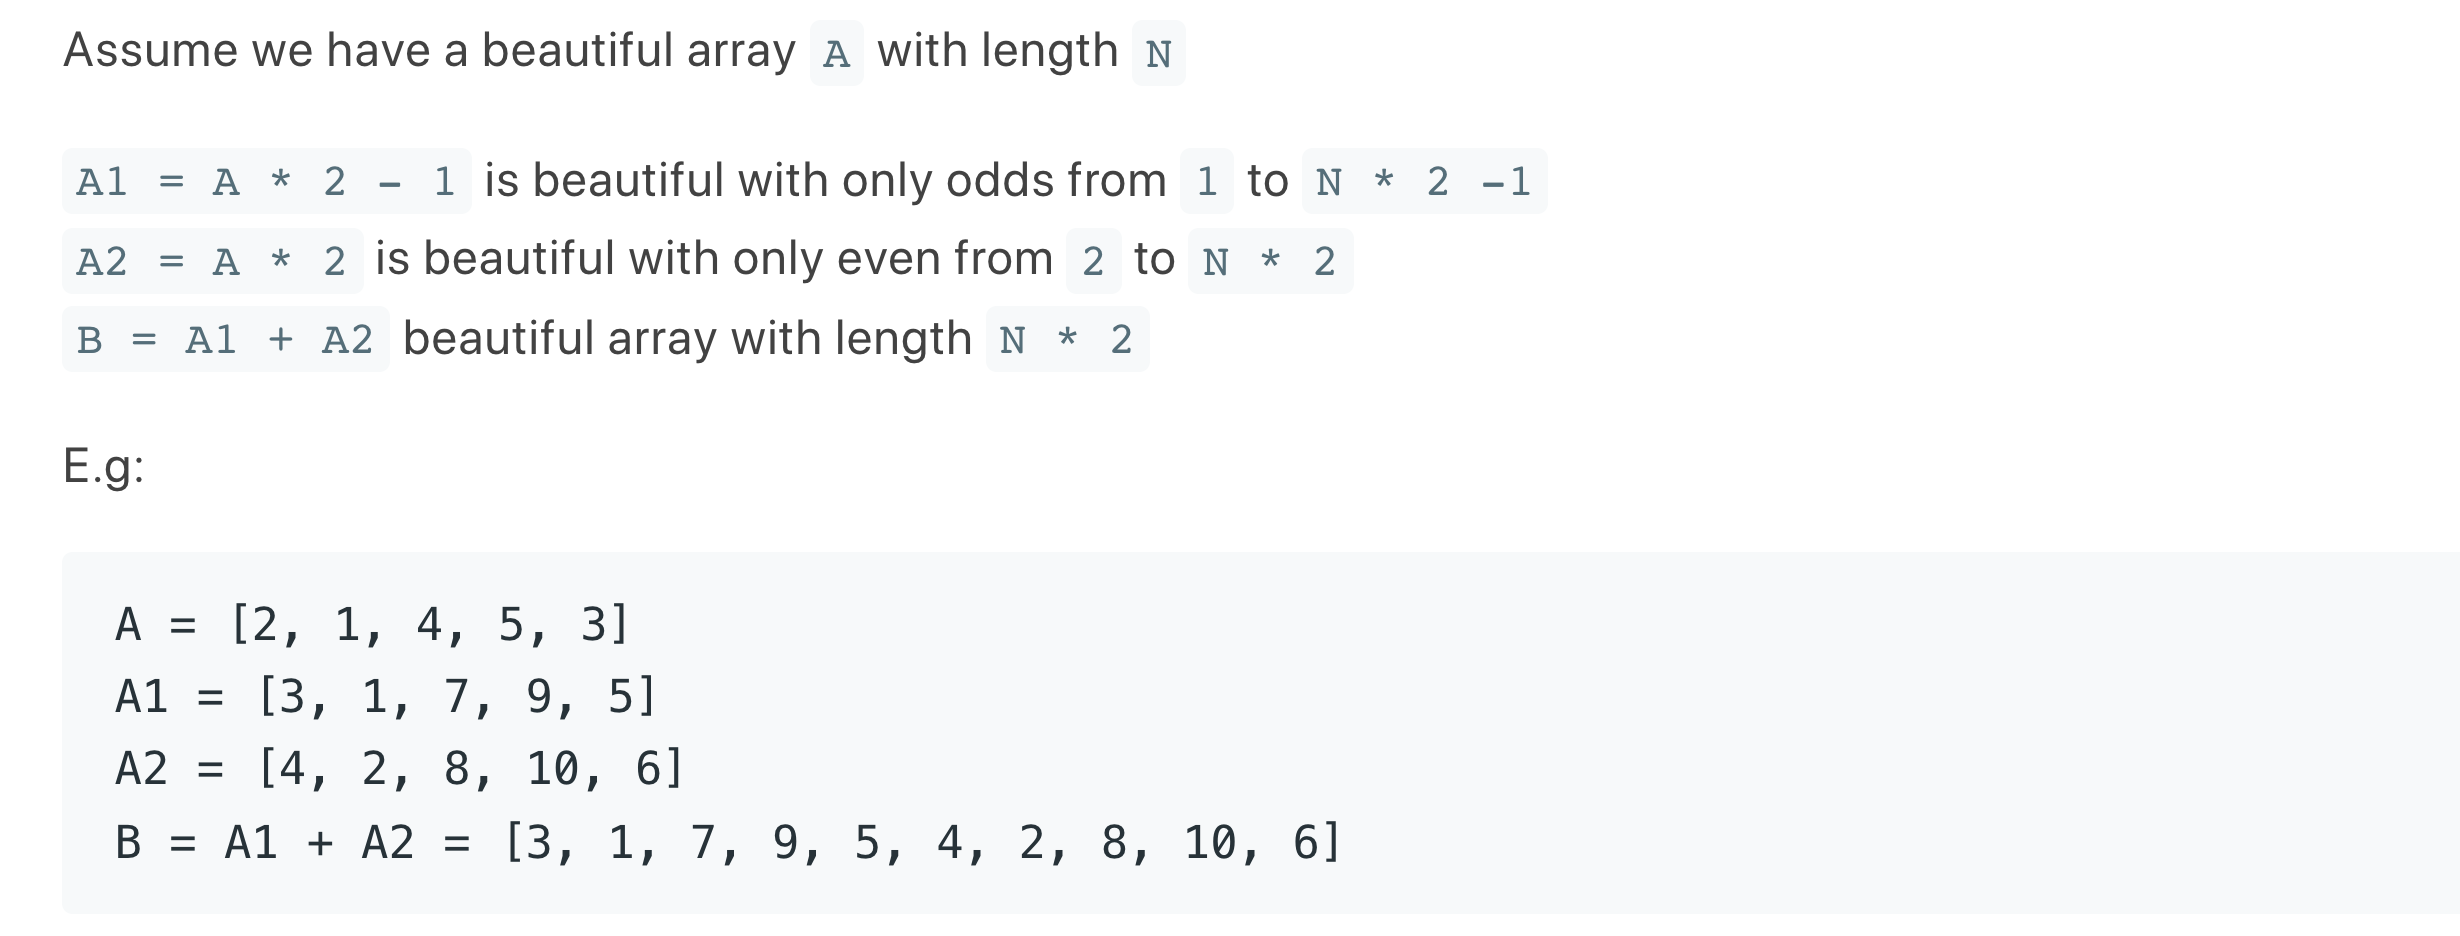 Assume we have a beautiful array A with length N
A1 = A * 2 - 1 is beautiful with only odds from 1 to N * 2 -1
A2 = A * 2 is beautiful with only even from 2 to N * 2
B = A1 + A2 beautiful array with length N * 2
E.g:
A = [2, 1, 4, 5, 3]
A1 = [3, 1, 7, 9, 5]
A2 = [4, 2, 8, 10, 6]
B = A1 + A2 = [3, 1, 7, 9, 5, 4, 2, 8, 10, 6]